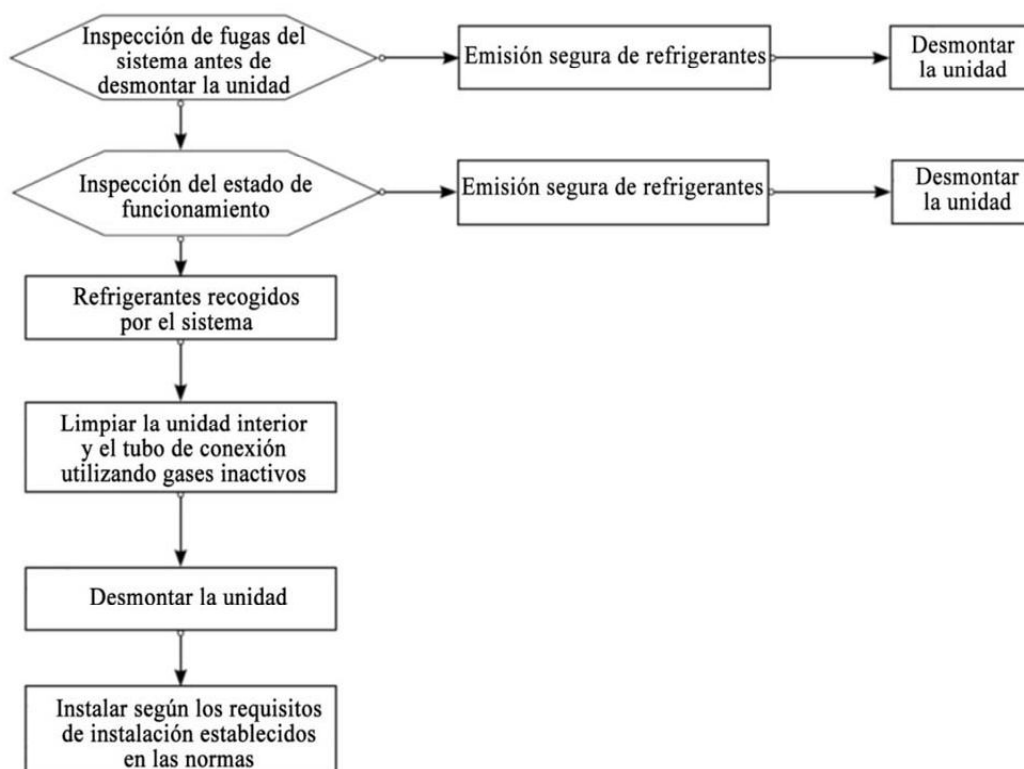 Inspección de fugas del
sistema antes de
desmontar la unidad
Emisión segura de refrigerantes
Desmontar
la unidad
Inspección del estado de
funcionamiento
Emisión segura de refrigerantes
Desmontar
la unidad
Refrigerantes recogidos
por el sistema
Limpiar la unidad interior
y el tubo de conexión
utilizando gases inactivos
Desmontar la unidad
Instalar según los requisitos
de instalación establecidos
en las normas